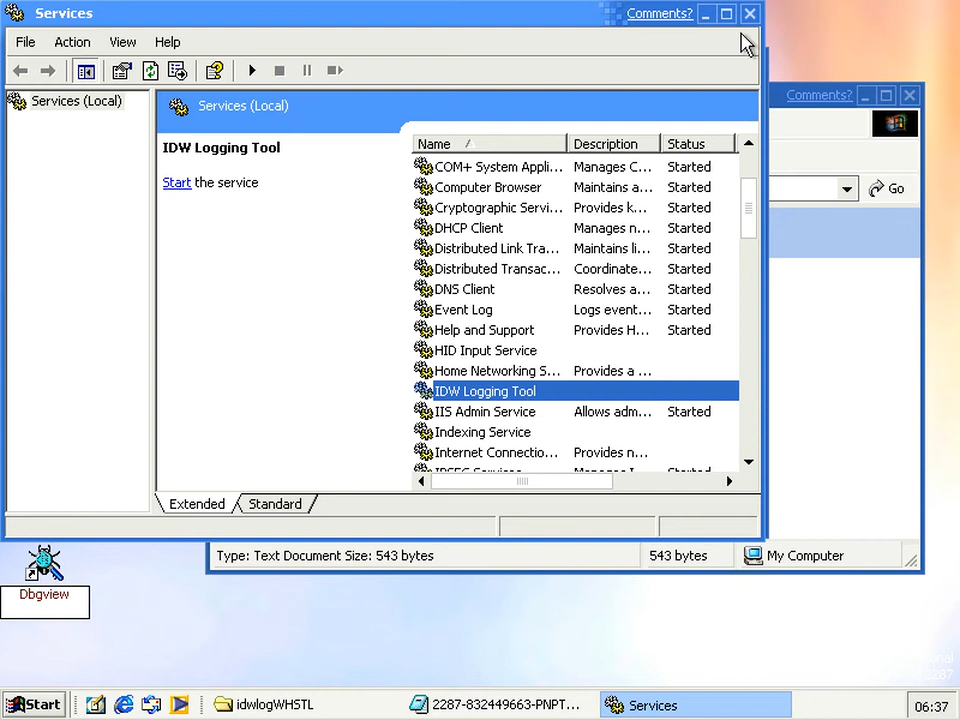 Services
Comments?
File Action View Help
Services (Local)
Services (Local)
IDW Logging Tool
Start the service
Name Description Status
COM+ System Appli... Manages C... Started
Computer Browser Maintains a... Started
Cryptographic Servi... Provides k... Started
DHCP Client Manages n... Started
Distributed Link Tra... Maintains li... Started
Distributed Transac... Coordinate... Started
DNS Client Resolves a... Started
Event Log Logs event... Started
Help and Support Provides H... Started
HID Input Service
Home Networking S... Provides a ...
IDW Logging Tool
IIS Admin Service Allows adm... Started
Indexing Service
Internet Connectio... Provides n...
IPSEC Services Manages I... Started
Extended Standard
Comments?
Go
Type: Text Document Size: 543 bytes 543 bytes My Computer
Dbgview
2287
Start idwlogWHSTL 2287-832449663-PNPT... Services 06:37